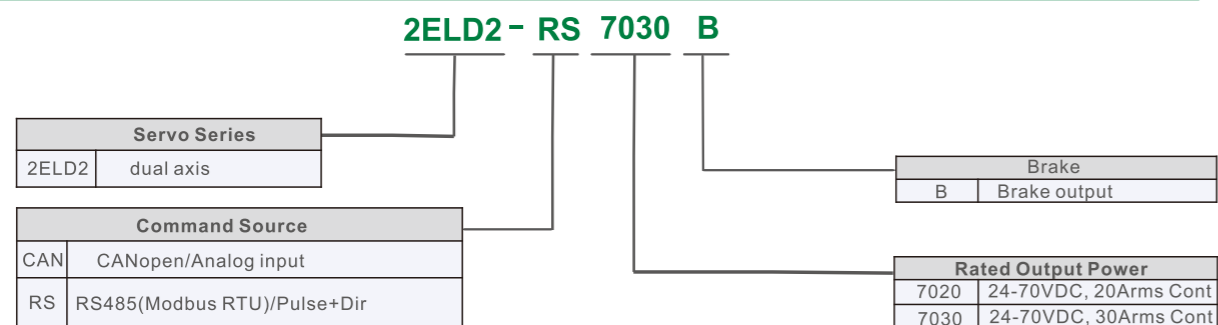 2ELD2 - RS 7030 B
Servo Series
2ELD2 dual axis
Brake
B Brake output
Command Source
CAN CANopen/Analog input
RS RS485(Modbus RTU)/Pulse+Dir
Rated Output Power
7020 24-70VDC, 20Arms Cont
7030 24-70VDC, 30Arms Cont